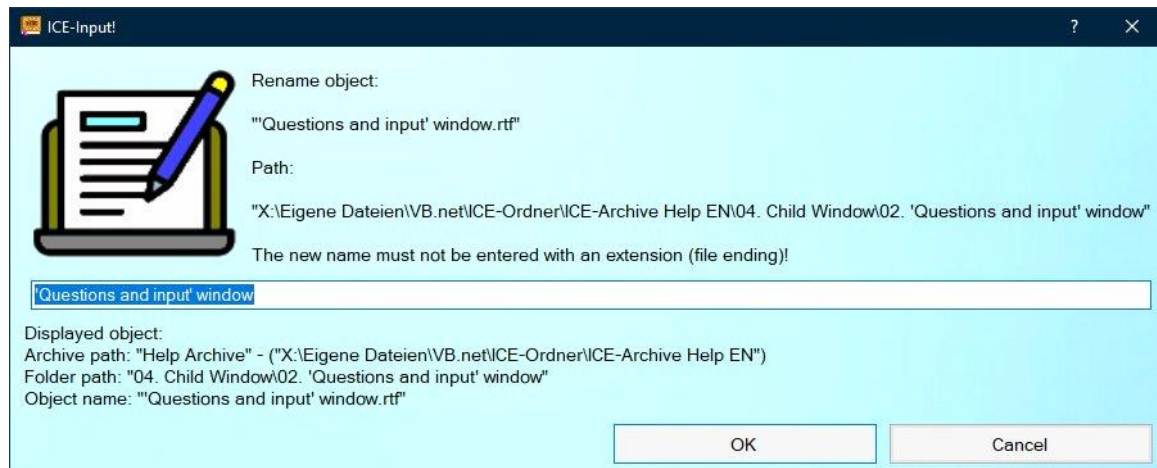 ICE-Input!
Rename object:
"'Questions and input' window.rtf"
Path:
"X:\Eigene Dateien\VB.net\ICE-Ordner\ICE-Archive Help EN\04. Child Window\02. 'Questions and input' window"
The new name must not be entered with an extension (file ending)!
'Questions and input' window
Displayed object:
Archive path: "Help Archive" - ("X:\Eigene Dateien\VB.net\ICE-Ordner\ICE-Archive Help EN")
Folder path: "04. Child Window\02. 'Questions and input' window"
Object name: "'Questions and input' window.rtf"
OK Cancel